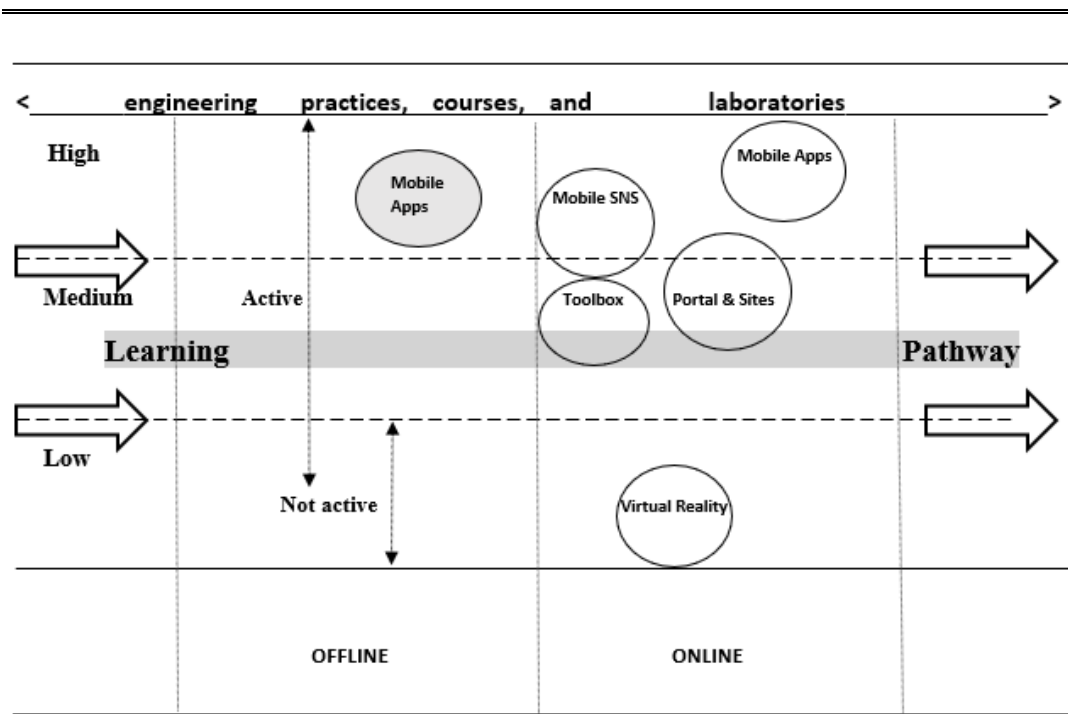 < engineering practices, courses, and laboratories >
High
Mobile Apps
Mobile
Apps
Mobile SNS
Medium
Active
Toolbox
Portal & Sites
Learning
Pathway
Low
Not active
Virtual Reality
OFFLINE
ONLINE